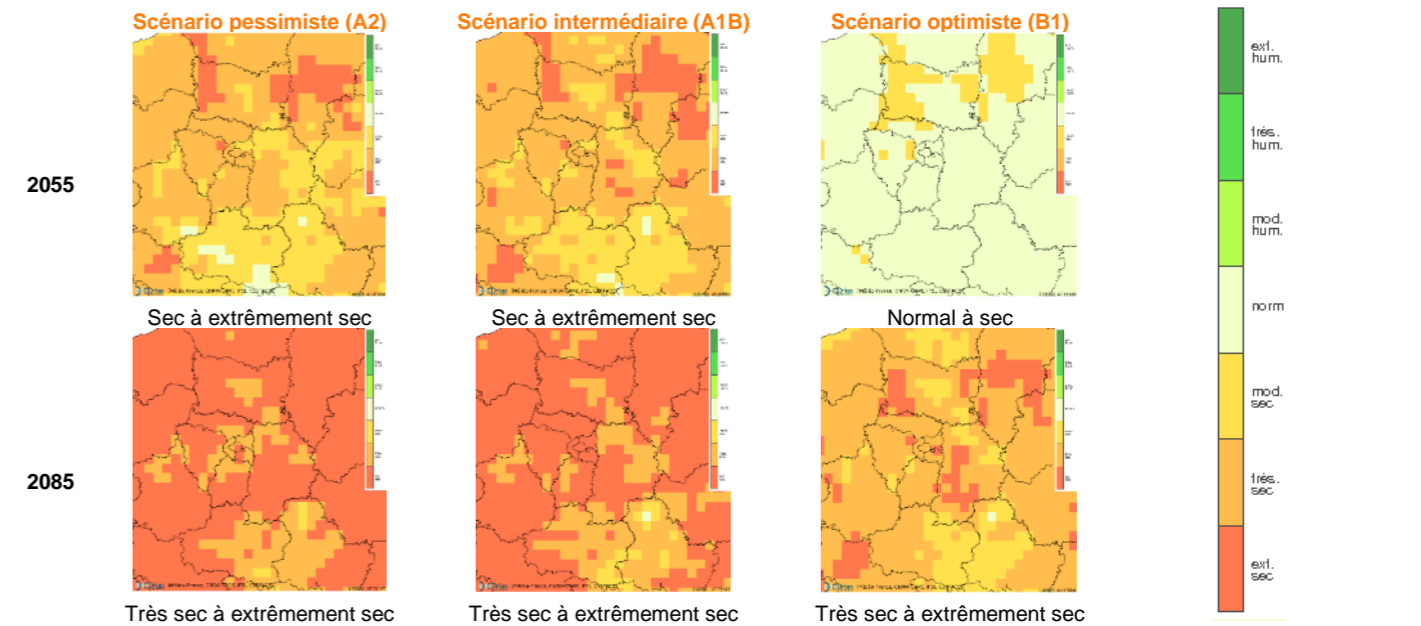 Scénario pessimiste (A2)
Scénario intermédiaire (A1B)
Scénario optimiste (B1)
2055
Sec à extrêmement sec
Sec à extrêmement sec
Normal à sec
2085
Très sec à extrêmement sec
Très sec à extrêmement sec
Très sec à extrêmement sec
ext.
hum.
très.
hum.
mod.
hum.
norm
mod.
sec
très.
sec
ext.
sec